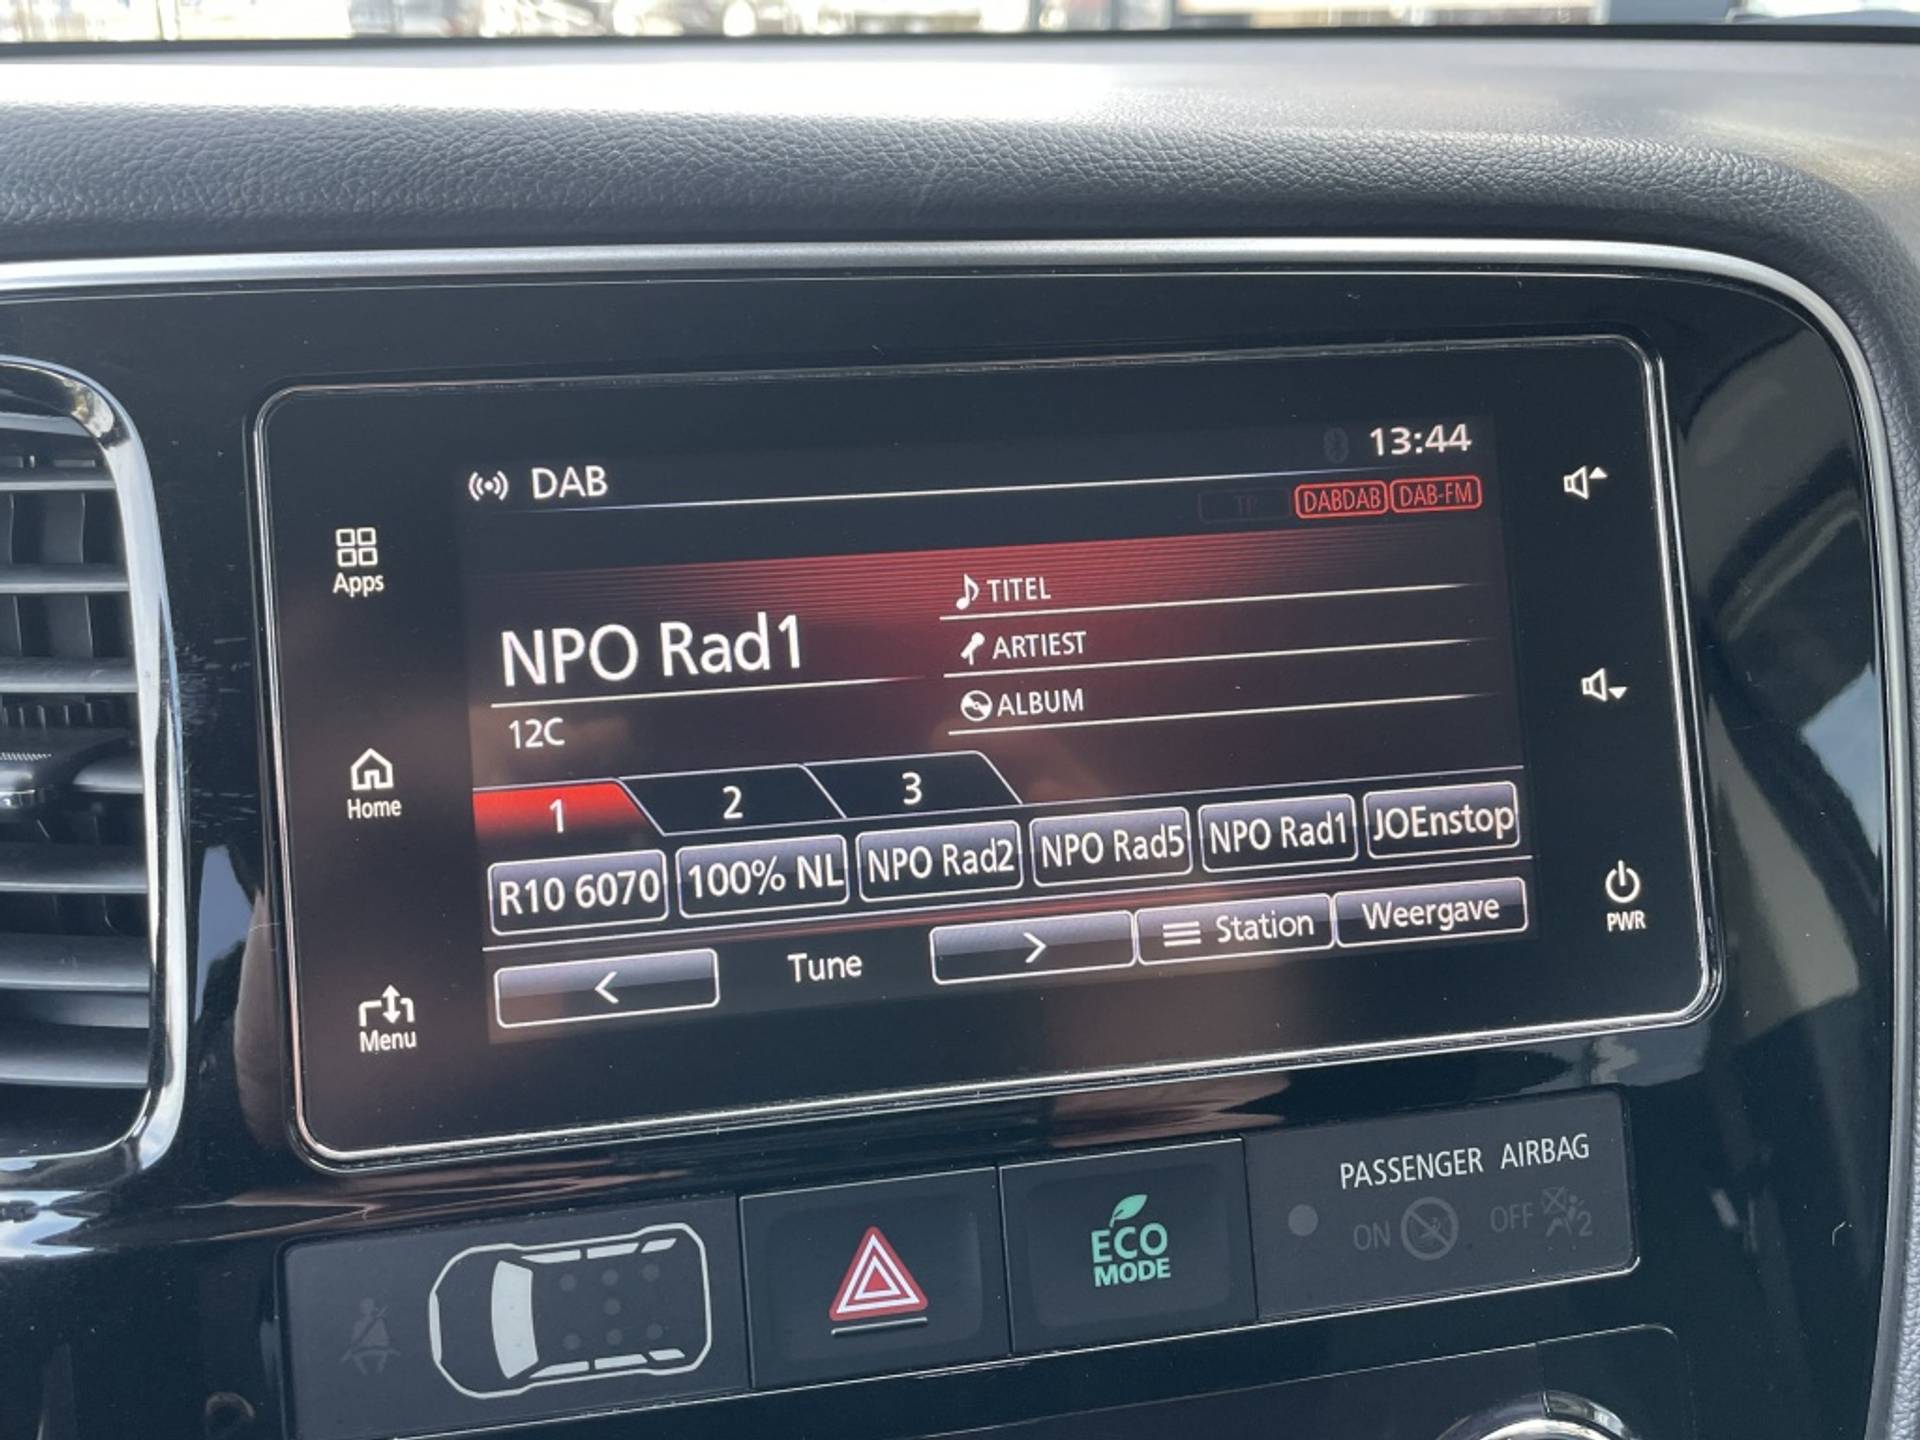 DAB
13:44
TP
DABDAB
DAB-FM
Apps
TITEL
NPO Rad1
ARTIEST
ALBUM
12C
Home
1
2
3
R10 6070
100% NL
NPO Rad2
NPO Rad5
NPO Rad1
JOEnstop
PWR
<
Tune
>
Station
Weergave
Menu
PASSENGER AIRBAG
ON
OFF
2
ECO
MODE